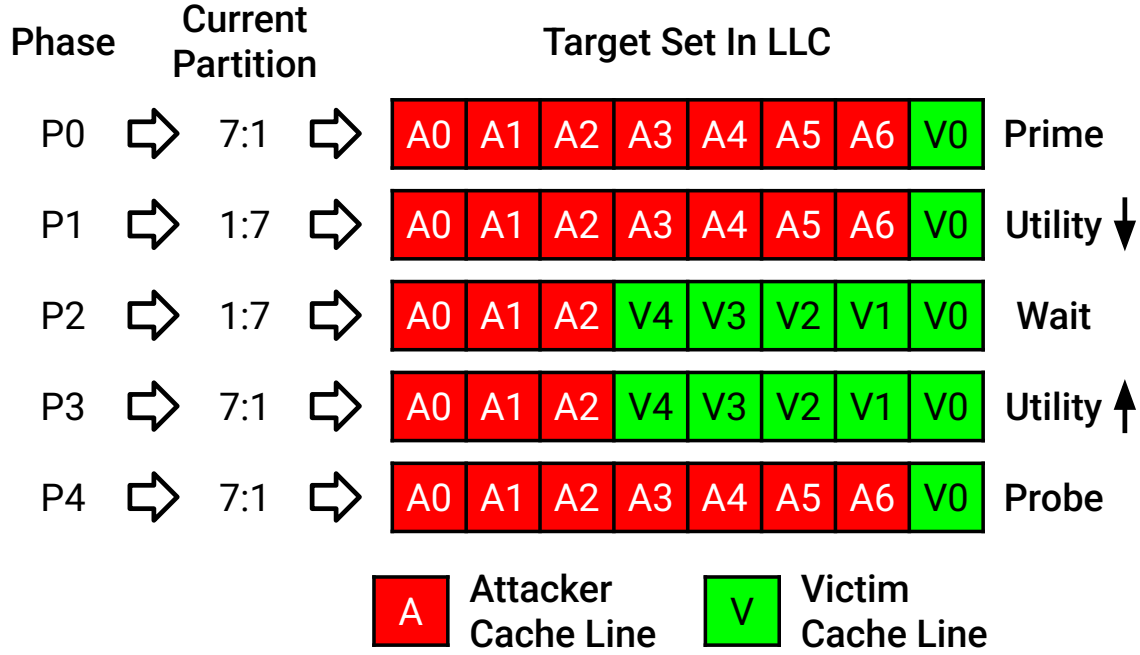 Phase
Current
Partition
Target Set In LLC
P0 7:1 A0 A1 A2 A3 A4 A5 A6 V0 Prime
P1 1:7 A0 A1 A2 A3 A4 A5 A6 V0 Utility
P2 1:7 A0 A1 A2 V4 V3 V2 V1 V0 Wait
P3 7:1 A0 A1 A2 V4 V3 V2 V1 V0 Utility
P4 7:1 A0 A1 A2 A3 A4 A5 A6 V0 Probe
A
Attacker
Cache Line
V
Victim
Cache Line